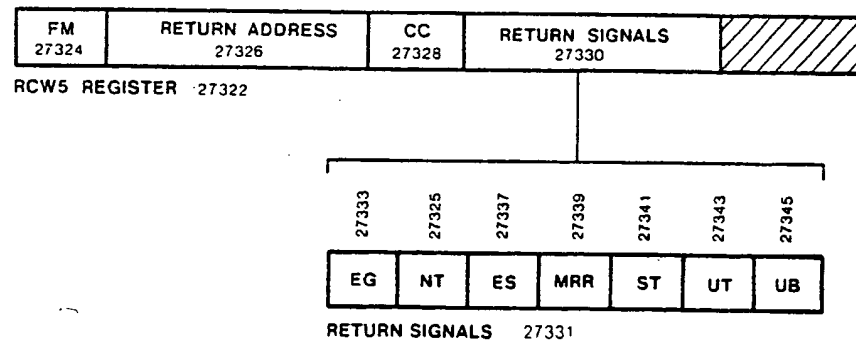 FM RETURN ADDRESS CC RETURN SIGNALS
27324 27326 27328 27330
RCW5 REGISTER 27322
27333 27325 27337 27339 27341 27343 27345
EG NT ES MRR ST UT UB
RETURN SIGNALS 27331